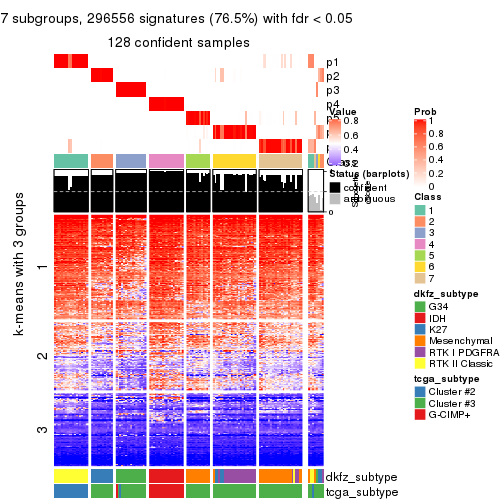 7 subgroups, 296556 signatures (76.5%) with fdr < 0.05
128 confident samples
p1
p2
p3
p4
Value
0.8
0.6
0.4
0.2
Status (barplots)
confident
ambiguous
0
Prob
1
0.8
0.6
0.4
0.2
0
Class
1
2
3
4
5
6
7
dkfz_subtype
G34
IDH
K27
Mesenchymal
RTK I PDGFRA
RTK II Classic
tcga_subtype
Cluster #2
Cluster #3
G-CIMP+
k-means with 3 groups
1
2
3
dkfz_subtype
tcga_subtype